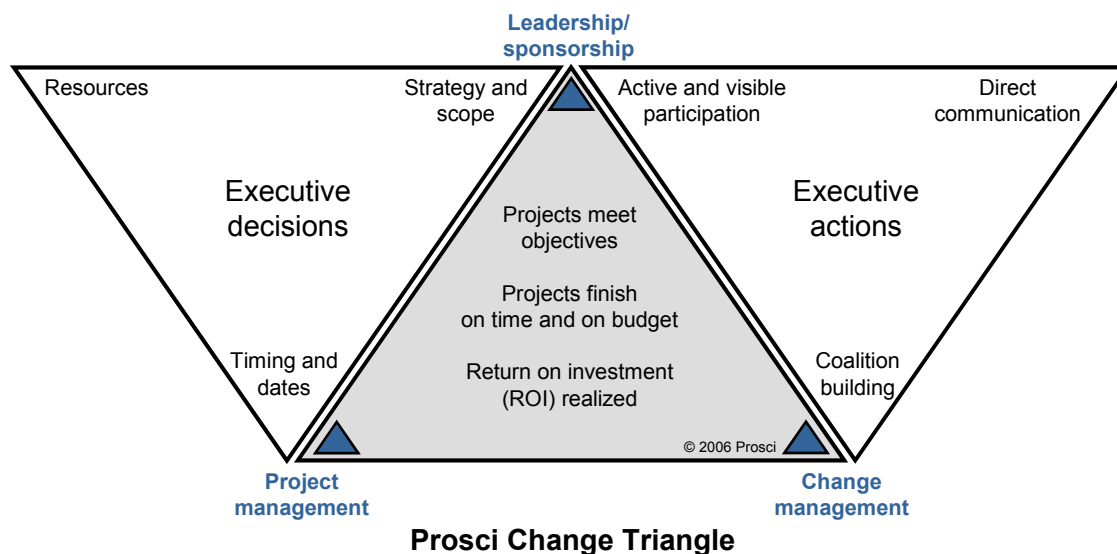 Leadership/
sponsorship
Resources
Strategy and
scope
Active and visible
participation
Direct
communication
Executive
decisions
Executive
actions
Projects meet
objectives
Projects finish
on time and on budget
Return on investment
(ROI) realized
Timing and
dates
Coalition
building
© 2006 Prosci
Project
management
Change
management
Prosci Change Triangle